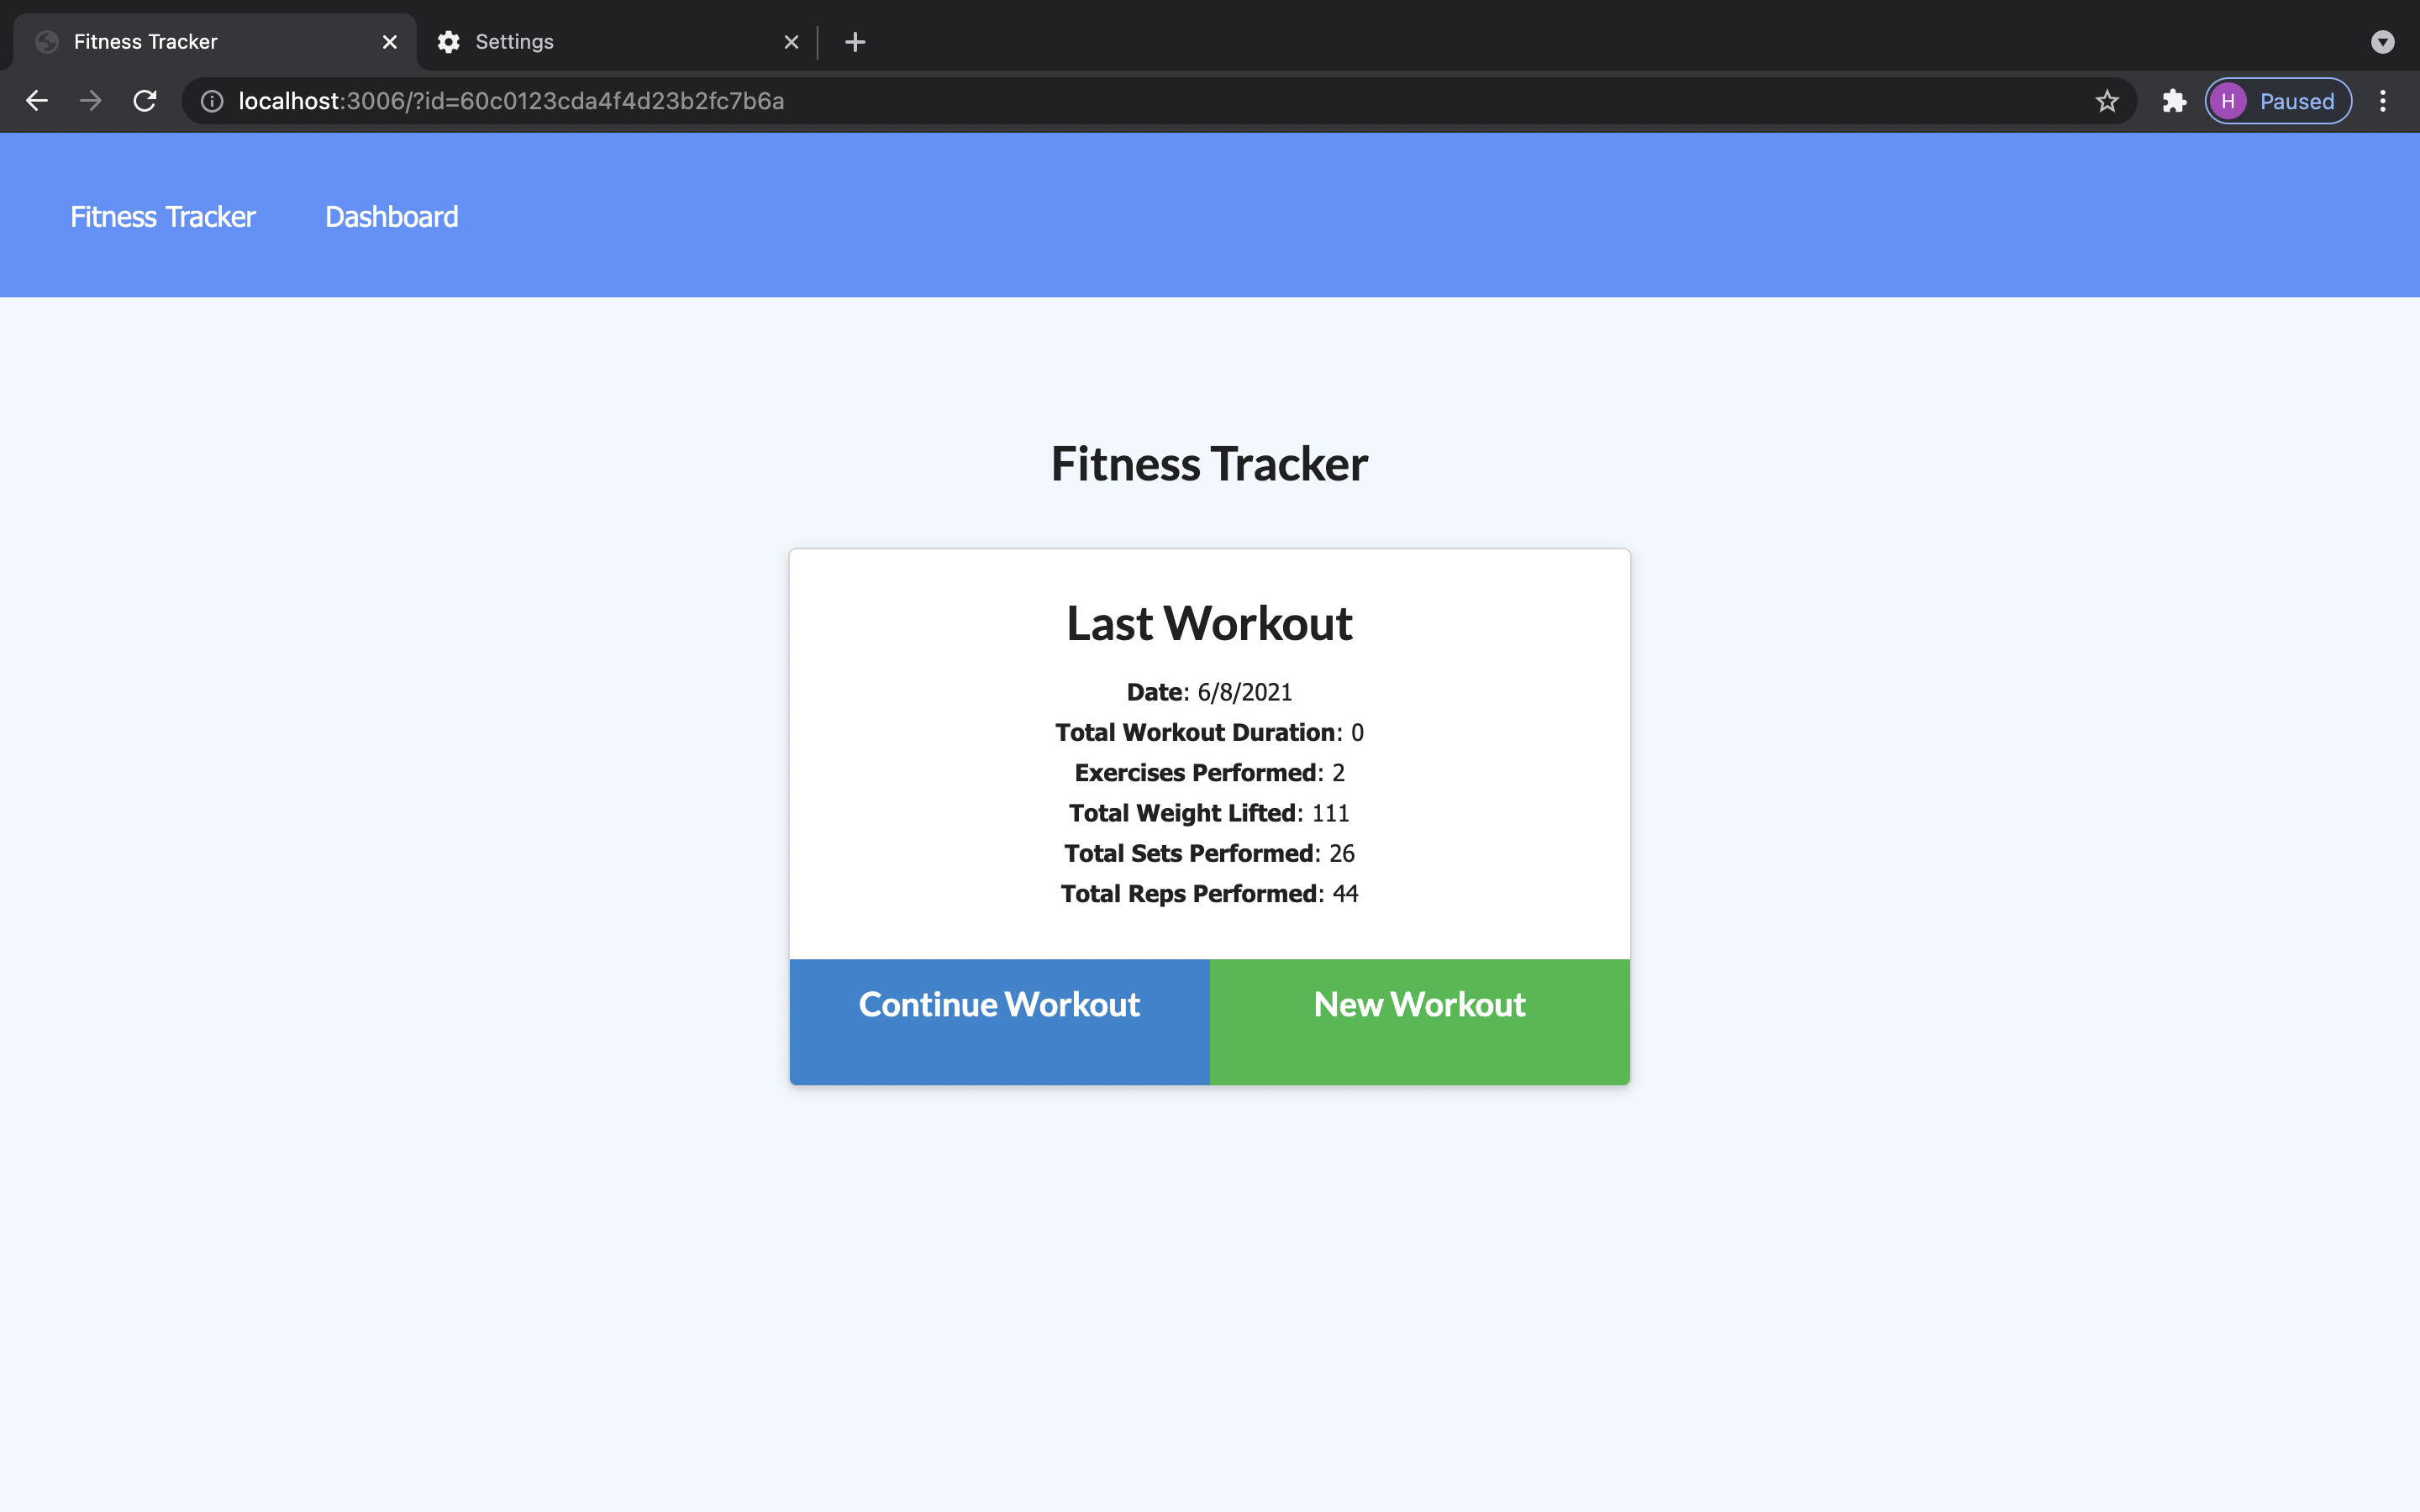 Fitness Tracker
Settings
localhost:3006/?id=60c0123cda4f4d23b2fc7b6a
H Paused
Fitness Tracker Dashboard
Fitness Tracker
Last Workout
Date: 6/8/2021
Total Workout Duration: 0
Exercises Performed: 2
Total Weight Lifted: 111
Total Sets Performed: 26
Total Reps Performed: 44
Continue Workout
New Workout